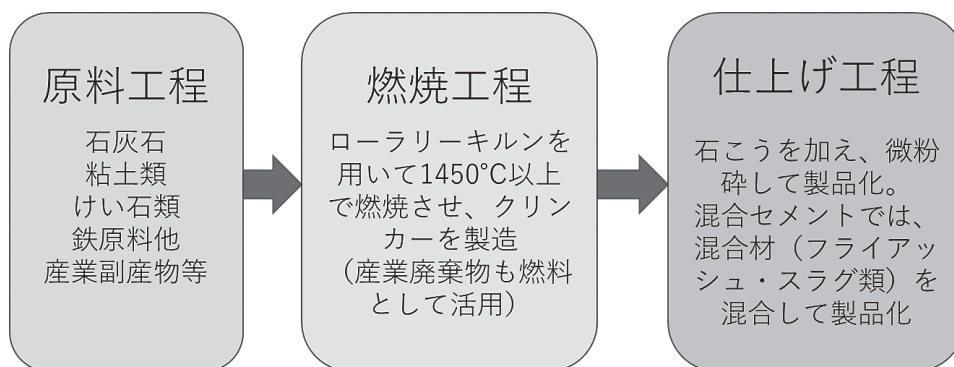 原料工程
石灰石
粘土類
けい石類
鉄原料他
産業副産物等
燃焼工程
ローラリーキルンを
用いて1450℃以上
で燃焼させ、クリン
カーを製造
（産業廃棄物も燃料
として活用）
仕上げ工程
石こうを加え、微粉
砕して製品化。
混合セメントでは、
混合材（フライアッ
シュ・スラグ類）を
混合して製品化